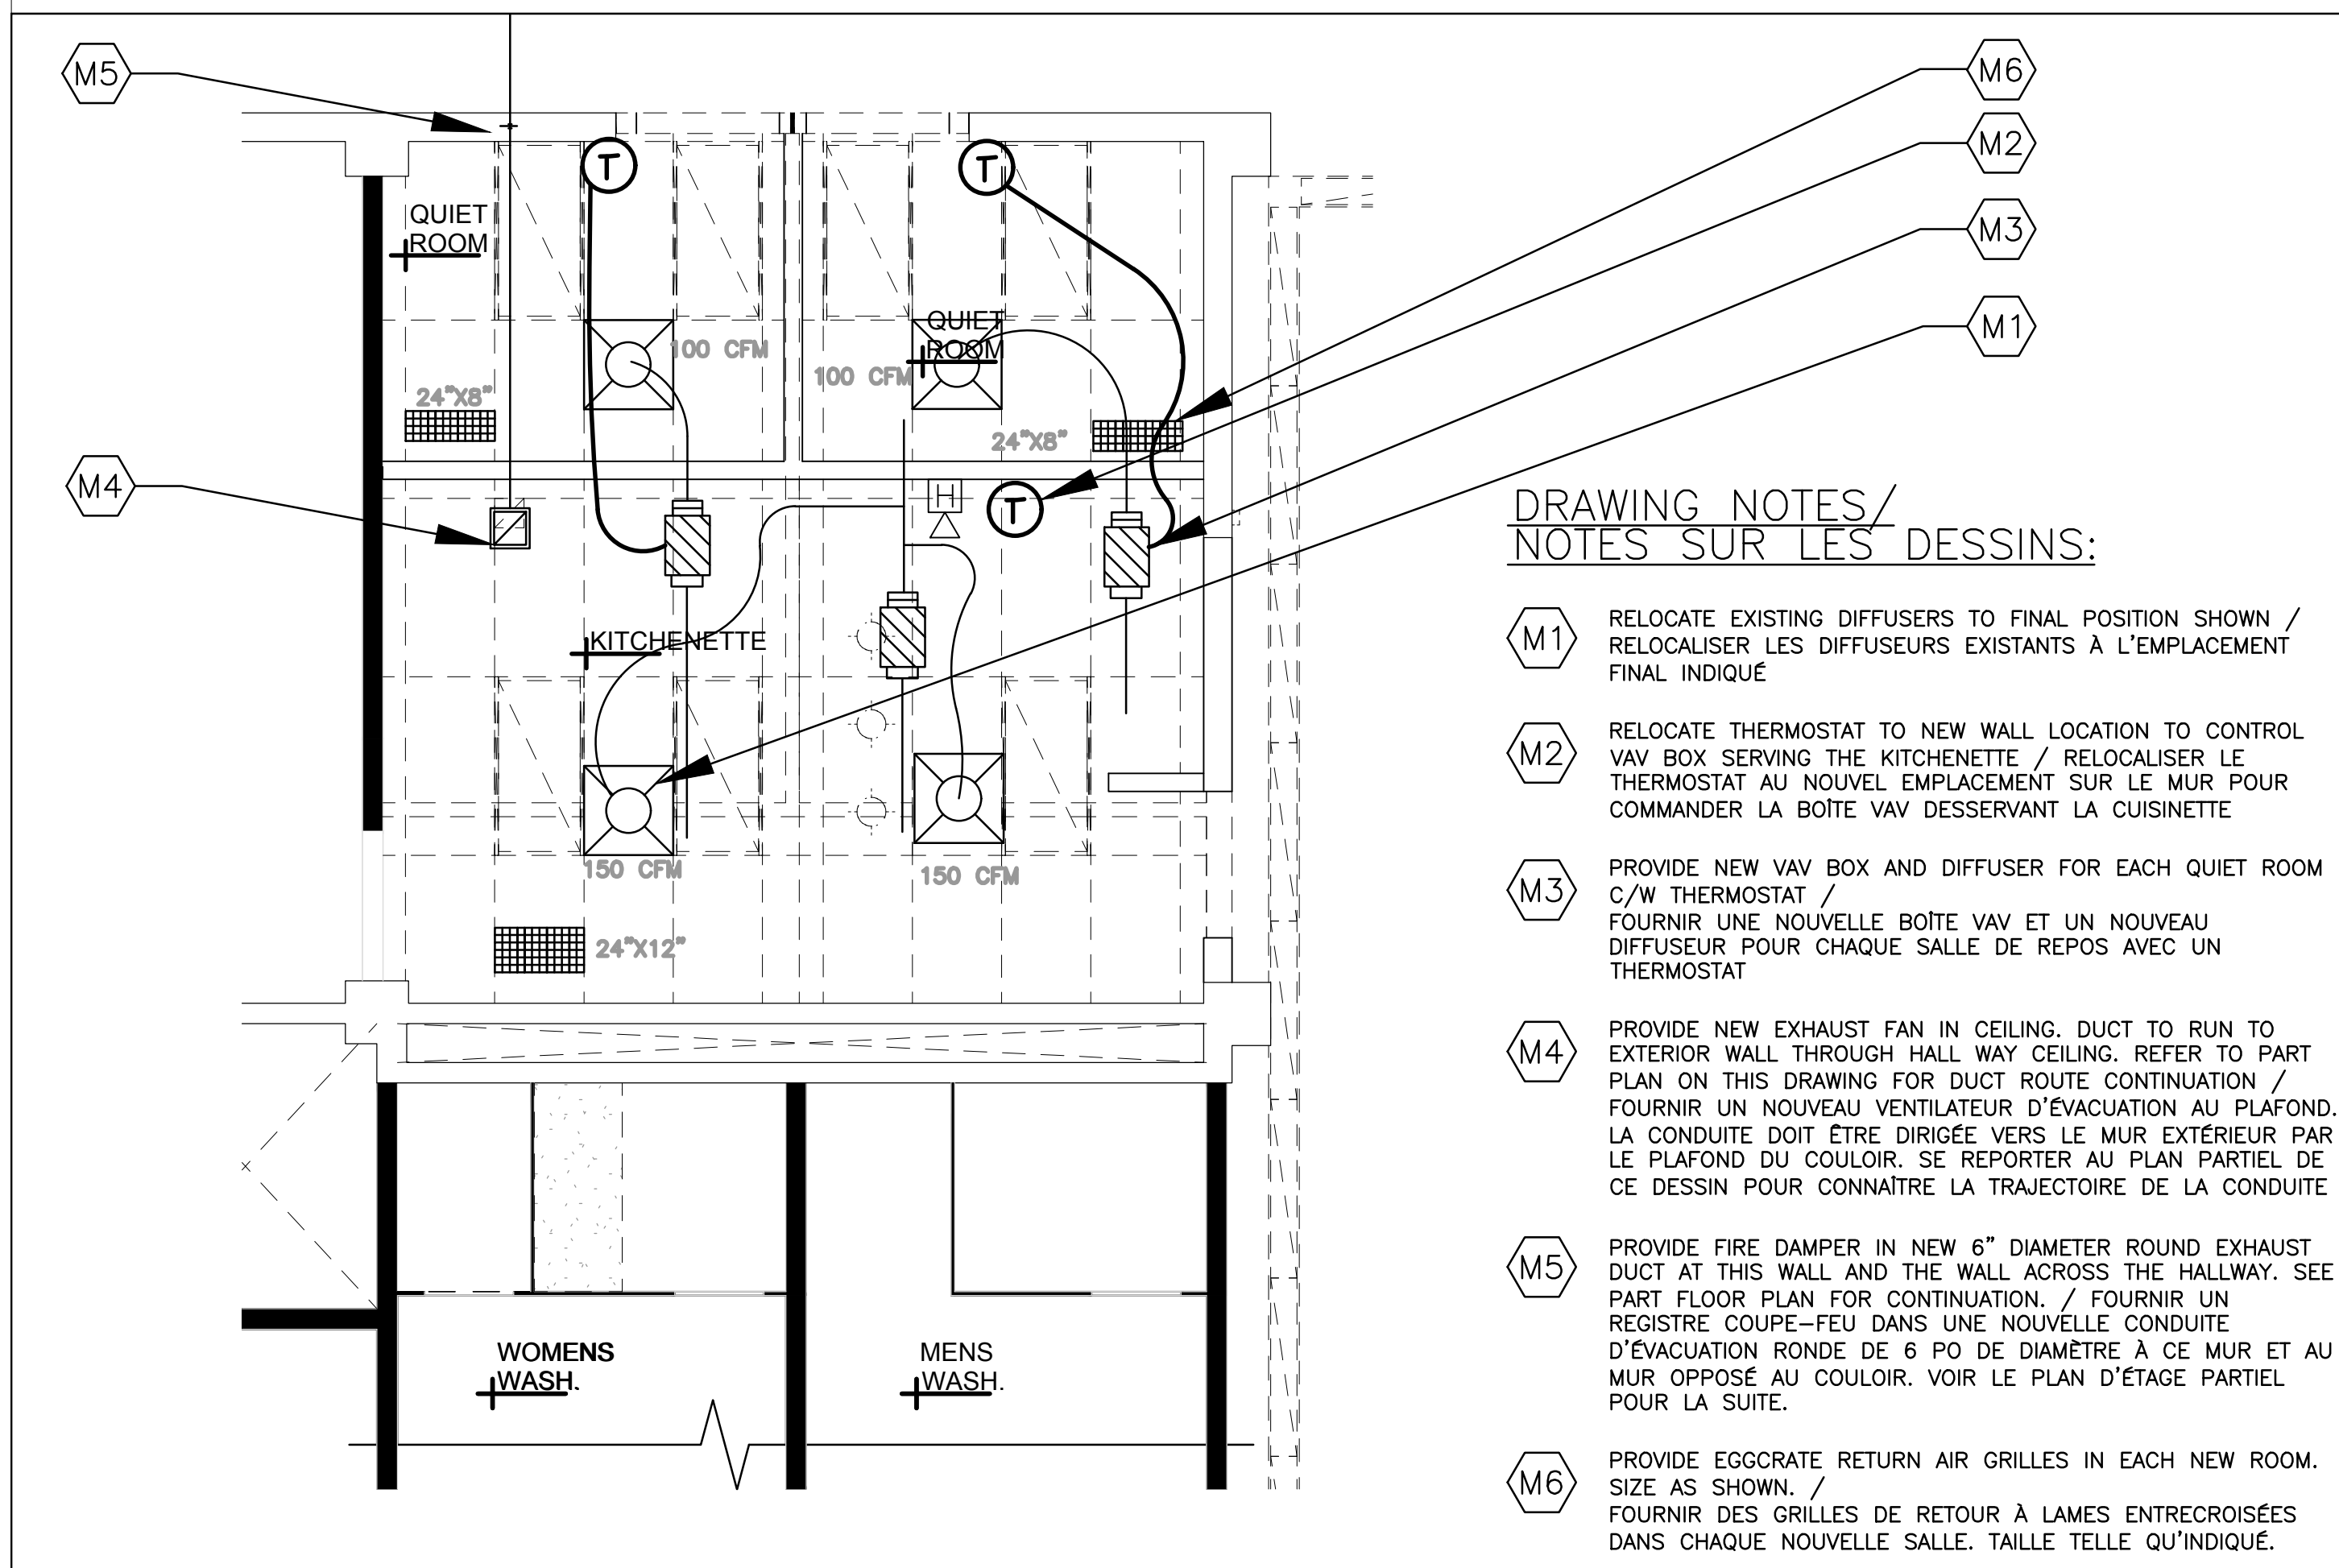 M5
M6
M2
M3
M1
M4
T
T
QUIET
ROOM
QUIET
ROOM
100 CFM
100 CFM
24"X8"
24"X8"
H
T
KITCHENETTE
150 CFM
150 CFM
24"X12"
WOMENS
WASH.
MENS
WASH.
DRAWING NOTES/
NOTES SUR LES DESSINS:
M1
RELOCATE EXISTING DIFFUSERS TO FINAL POSITION SHOWN /
RELOCALISER LES DIFFUSEURS EXISTANTS À L'EMPLACEMENT
FINAL INDIQUÉ
M2
RELOCATE THERMOSTAT TO NEW WALL LOCATION TO CONTROL
VAV BOX SERVING THE KITCHENETTE / RELOCALISER LE
THERMOSTAT AU NOUVEL EMPLACEMENT SUR LE MUR POUR
COMMANDER LA BOÎTE VAV DESSERVANT LA CUISINETTE
M3
PROVIDE NEW VAV BOX AND DIFFUSER FOR EACH QUIET ROOM
C/W THERMOSTAT /
FOURNIR UNE NOUVELLE BOÎTE VAV ET UN NOUVEAU
DIFFUSEUR POUR CHAQUE SALLE DE REPOS AVEC UN
THERMOSTAT
M4
PROVIDE NEW EXHAUST FAN IN CEILING. DUCT TO RUN TO
EXTERIOR WALL THROUGH HALL WAY CEILING. REFER TO PART
PLAN ON THIS DRAWING FOR DUCT ROUTE CONTINUATION /
FOURNIR UN NOUVEAU VENTILATEUR D'ÉVACUATION AU PLAFOND.
LA CONDUITE DOIT ÊTRE DIRIGÉE VERS LE MUR EXTÉRIEUR PAR
LE PLAFOND DU COULOIR. SE REPORTER AU PLAN PARTIEL DE
CE DESSIN POUR CONNAÎTRE LA TRAJECTOIRE DE LA CONDUITE
M5
PROVIDE FIRE DAMPER IN NEW 6" DIAMETER ROUND EXHAUST
DUCT AT THIS WALL AND THE WALL ACROSS THE HALLWAY. SEE
PART FLOOR PLAN FOR CONTINUATION. / FOURNIR UN
REGISTRE COUPE-FEU DANS UNE NOUVELLE CONDUITE
D'ÉVACUATION RONDE DE 6 PO DE DIAMÈTRE À CE MUR ET AU
MUR OPPOSÉ AU COULOIR. VOIR LE PLAN D'ÉTAGE PARTIEL
POUR LA SUITE.
M6
PROVIDE EGGCRATE RETURN AIR GRILLES IN EACH NEW ROOM.
SIZE AS SHOWN. /
FOURNIR DES GRILLES DE RETOUR À LAMES ENTRECROISÉES
DANS CHAQUE NOUVELLE SALLE. TAILLE TELLE QU'INDIQUÉ.